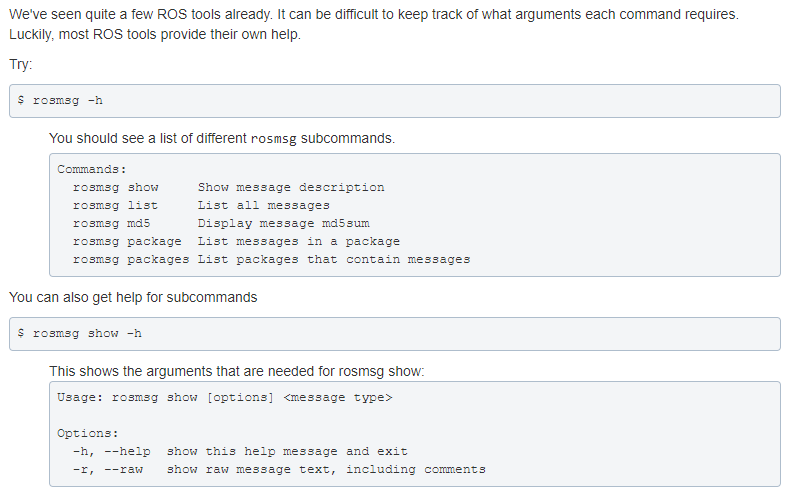 We've seen quite a few ROS tools already. It can be difficult to keep track of what arguments each command requires.
Luckily, most ROS tools provide their own help.
Try:
$ rosmsg -h
You should see a list of different rosmsg subcommands.
Commands:
  rosmsg show     Show message description
  rosmsg list     List all messages
  rosmsg md5      Display message md5sum
  rosmsg package  List messages in a package
  rosmsg packages List packages that contain messages
You can also get help for subcommands
$ rosmsg show -h
This shows the arguments that are needed for rosmsg show:
Usage: rosmsg show [options] <message type>
Options:
  -h, --help  show this help message and exit
  -r, --raw   show raw message text, including comments